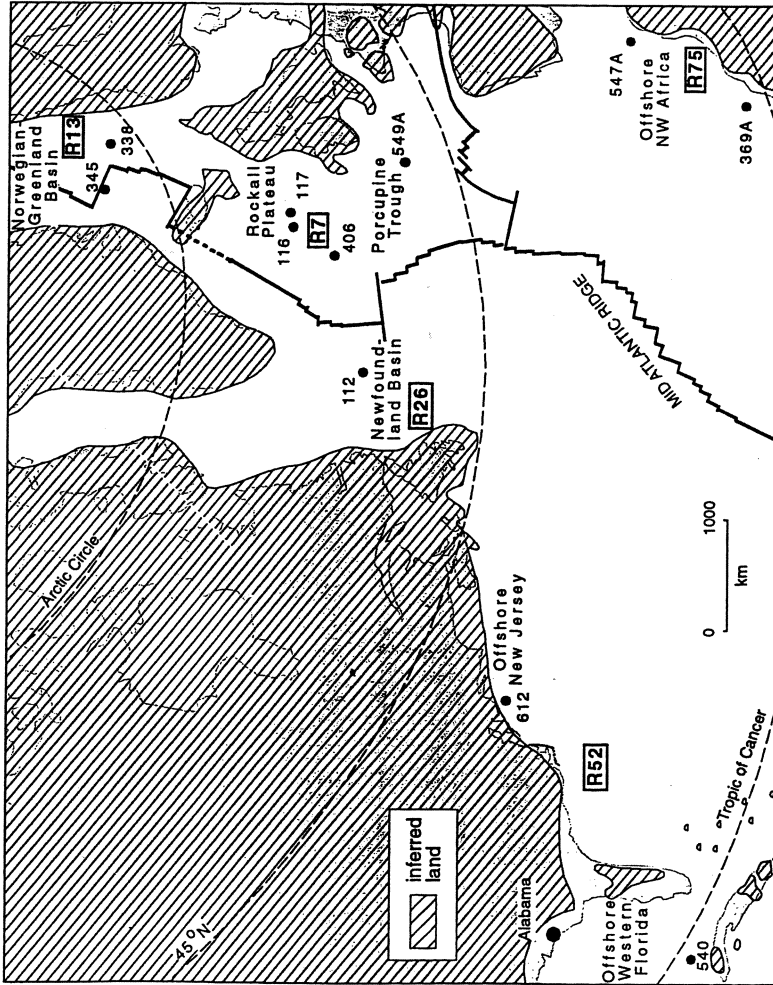 Norwegian-
Greenland
Basin
R13
345
338
Arctic Circle
Rockall
Plateau
116
117
R7
406
Porcupine
Trough
549A
547A
Offshore
NW Africa
R75
369A
112
Newfound-
land Basin
R26
MID ATLANTIC RIDGE
Offshore
New Jersey
612
R52
0
1000
km
Tropic of Cancer
45°N
inferred
land
Alabama
Offshore
Western
Florida
540